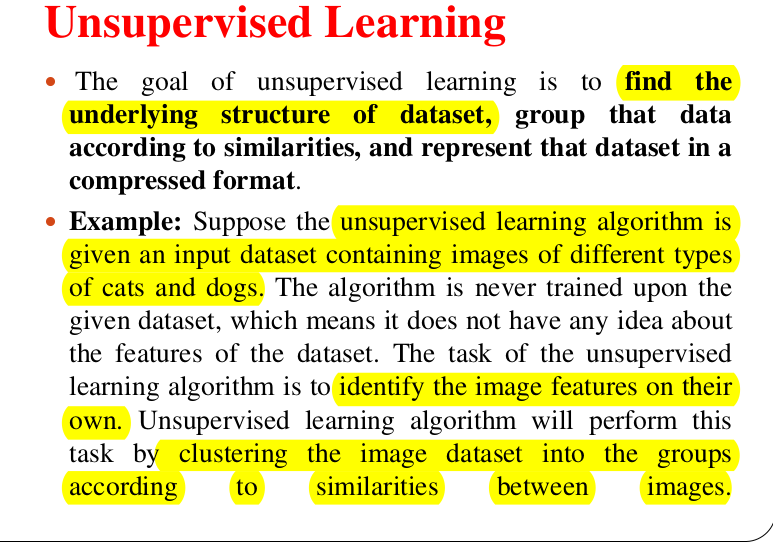 Unsupervised Learning
• The goal of unsupervised learning is to find the
underlying structure of dataset, group that data
according to similarities, and represent that dataset in a
compressed format.
• Example: Suppose the unsupervised learning algorithm is
given an input dataset containing images of different types
of cats and dogs. The algorithm is never trained upon the
given dataset, which means it does not have any idea about
the features of the dataset. The task of the unsupervised
learning algorithm is to identify the image features on their
own. Unsupervised learning algorithm will perform this
task by clustering the image dataset into the groups
according to similarities between images.